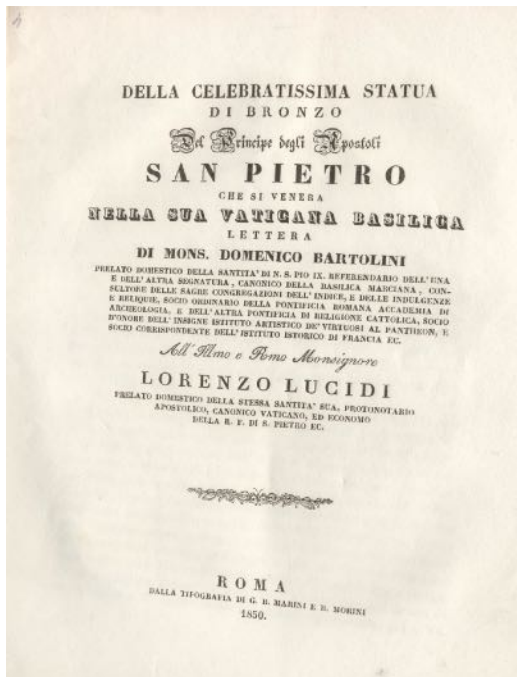 DELLA CELEBRATISSIMA STATUA
DI BRONZO
Del Principe degli Apostoli
SAN PIETRO
CHE SI VENERA
NELLA SUA VATICANA BASILICA
LETTERA
DI MONS. DOMENICO BARTOLINI
PRELATO DOMESTICO DELLA SANTITA' DI N. S. PIO IX. REFERENDARIO DELL'UNA
E DELL'ALTRA SEGNATURA, CANONICO DELLA BASILICA MARCIANA, CON-
SULTORE DELLE SAGRE CONGREGAZIONI DELL'INDICE, E DELLE INDULGENZE
E RELIQUIE, SOCIO ORDINARIO DELLA PONTIFICIA ROMANA ACCADEMIA DI
ARCHEOLOGIA, E DELL'ALTRA PONTIFICIA DI RELIGIONE CATTOLICA, SOCIO
D'ONORE DELL'INSIGNE ISTITUTO ARTISTICO DE' VIRTUOSI AL PANTHEON, E
SOCIO CORRISPONDENTE DELL'ISTITUTO ISTORICO DI FRANCIA EC.
All' Illmo e Rmo Monsignore
LORENZO LUCIDI
PRELATO DOMESTICO DELLA STESSA SANTITA' SUA, PROTONOTARIO
APOSTOLICO, CANONICO VATICANO, ED ECONOMO
DELLA R. F. DI S. PIETRO EC.
ROMA
DALLA TIPOGRAFIA DI G. B. MARINI E B. MORINI
1850.